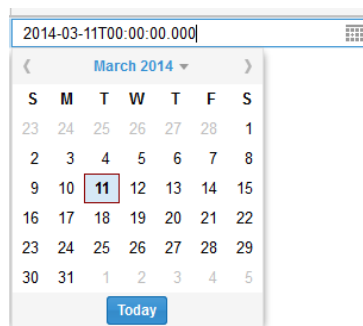 2014-03-11T00:00:00.000
March 2014
S M T W T F S
23 24 25 26 27 28 1
2 3 4 5 6 7 8
9 10 11 12 13 14 15
16 17 18 19 20 21 22
23 24 25 26 27 28 29
30 31 1 2 3 4 5
Today